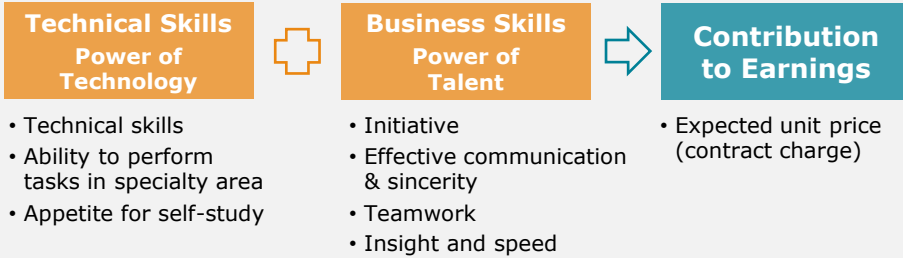 Technical Skills
Power of
Technology
• Technical skills
• Ability to perform
tasks in specialty area
• Appetite for self-study
Business Skills
Power of
Talent
• Initiative
• Effective communication
& sincerity
• Teamwork
• Insight and speed
Contribution
to Earnings
• Expected unit price
(contract charge)